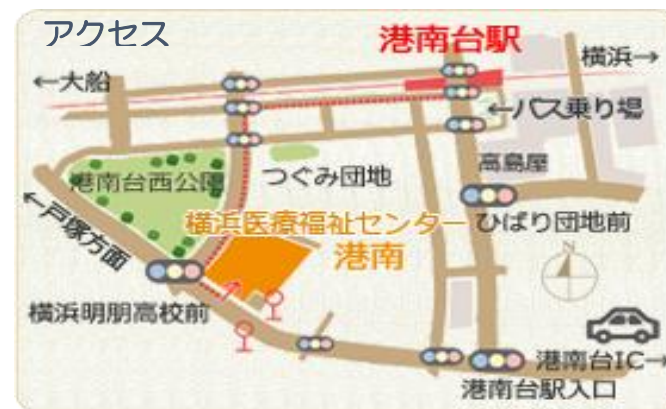 アクセス
港南台駅
横浜→
←大船
←バス乗り場
高島屋
港南台西公園
つぐみ団地
←戸塚方面
横浜医療福祉センター
港南
ひばり団地前
N
横浜明朋高校前
港南台IC→
港南台駅入口